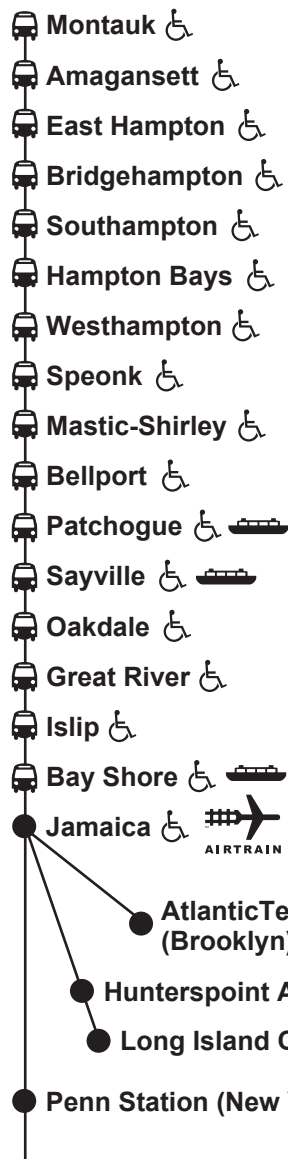 Montauk
Amagansett
East Hampton
Bridgehampton
Southampton
Hampton Bays
Westhampton
Speonk
Mastic-Shirley
Bellport
Patchogue
Sayville
Oakdale
Great River
Islip
Bay Shore
Jamaica
AIRTRAIN
AtlanticTe
(Brooklyn)
Hunterspoint A
Long Island
Penn Station (New